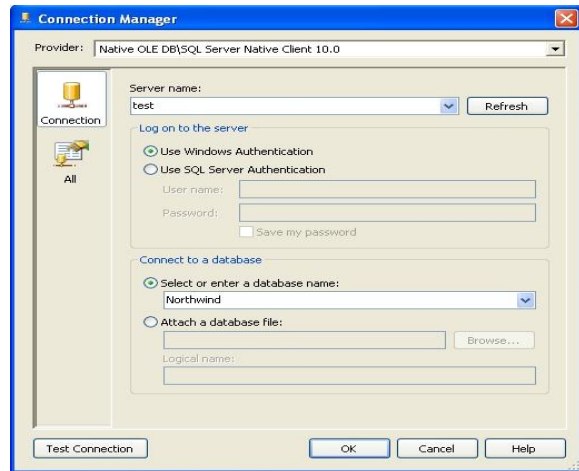 Connection Manager
Provider: Native OLE DB\SQL Server Native Client 10.0
Connection
All
Server name:
test
Refresh
Log on to the server
Use Windows Authentication
Use SQL Server Authentication
User name:
Password:
Save my password
Connect to a database
Select or enter a database name:
Northwind
Attach a database file:
Browse...
Logical name:
Test Connection
OK
Cancel
Help